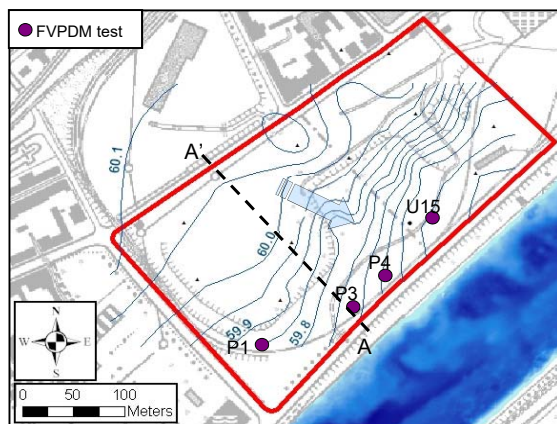 FVPDM test
60.1
A'
U15
60.0
P4
P3
59.9
59.8
P1
A
N
W E
S
0 50 100
Meters